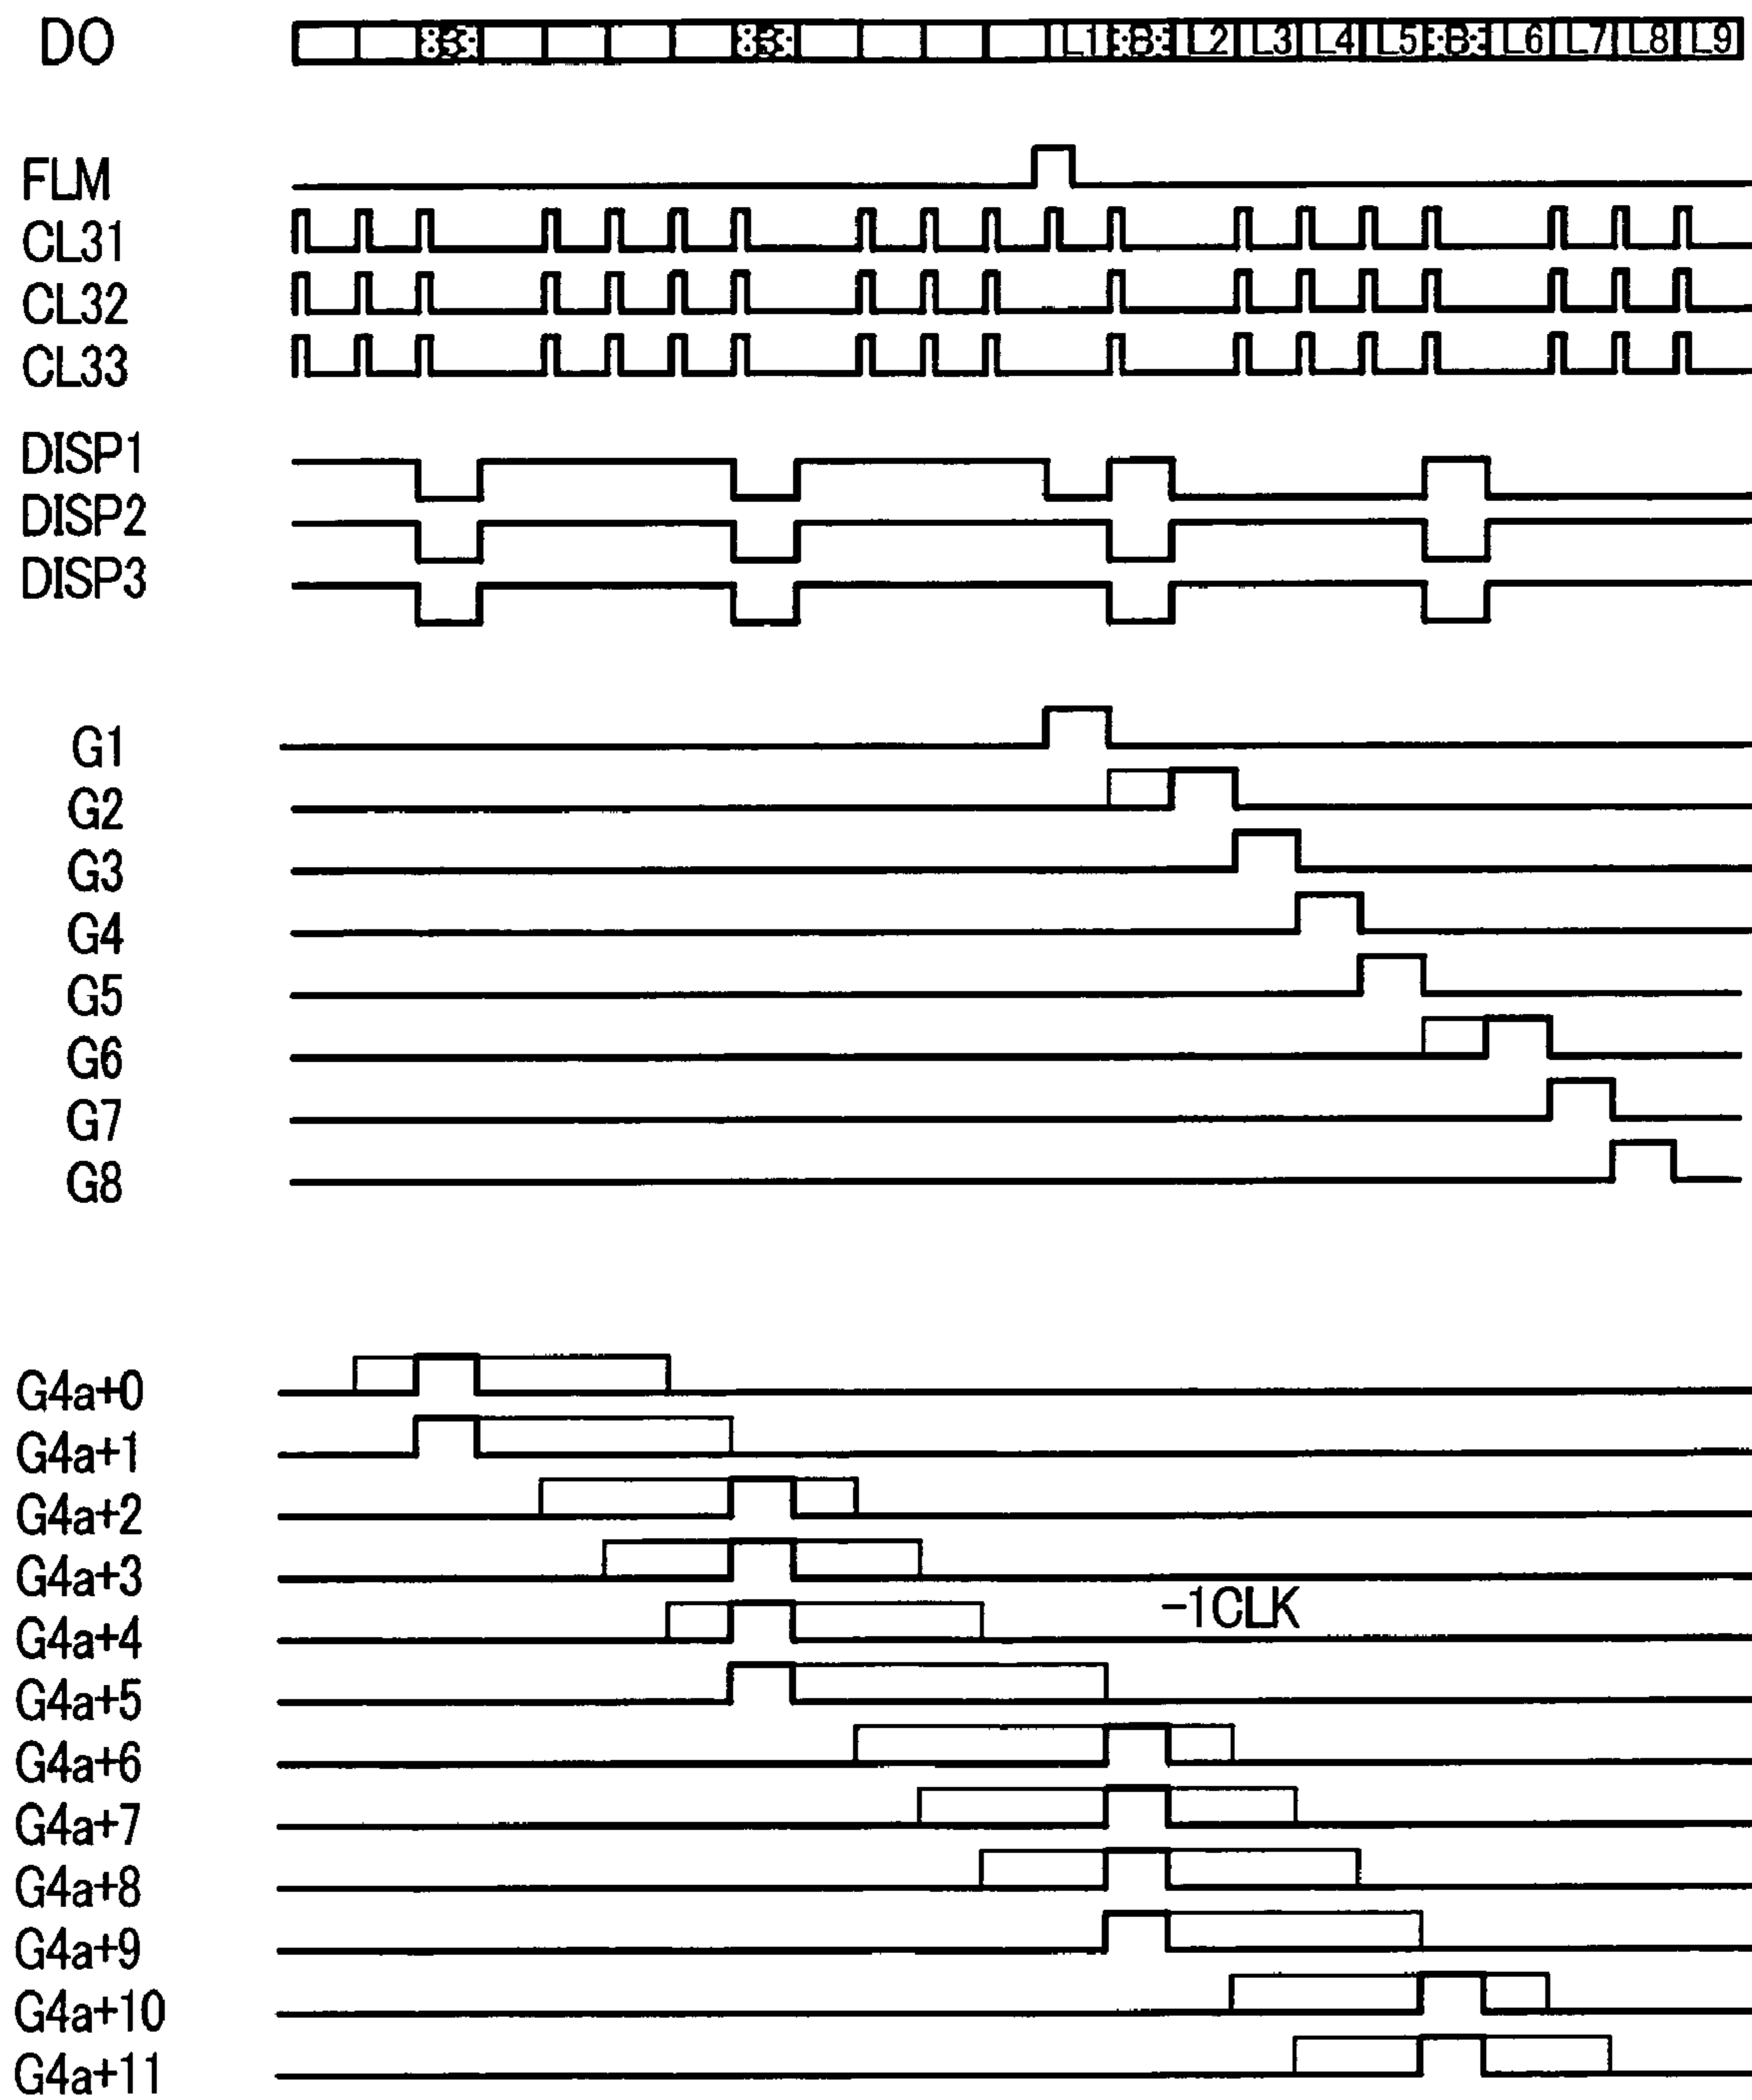 DO L1 B L2 L3 L4 L5 B L6 L7 L8 L9
FLM
CL31
CL32
CL33
DISP1
DISP2
DISP3
G1
G2
G3
G4
G5
G6
G7
G8
G4a+0
G4a+1
G4a+2
G4a+3
-1CLK
G4a+4
G4a+5
G4a+6
G4a+7
G4a+8
G4a+9
G4a+10
G4a+11